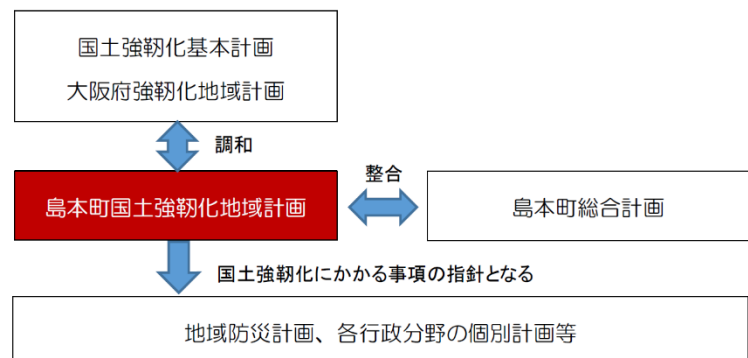 国土強靭化基本計画
大阪府強靭化地域計画
調和
整合
島本町国土強靭化地域計画
島本町総合計画
国土強靭化にかかる事項の指針となる
地域防災計画、各行政分野の個別計画等